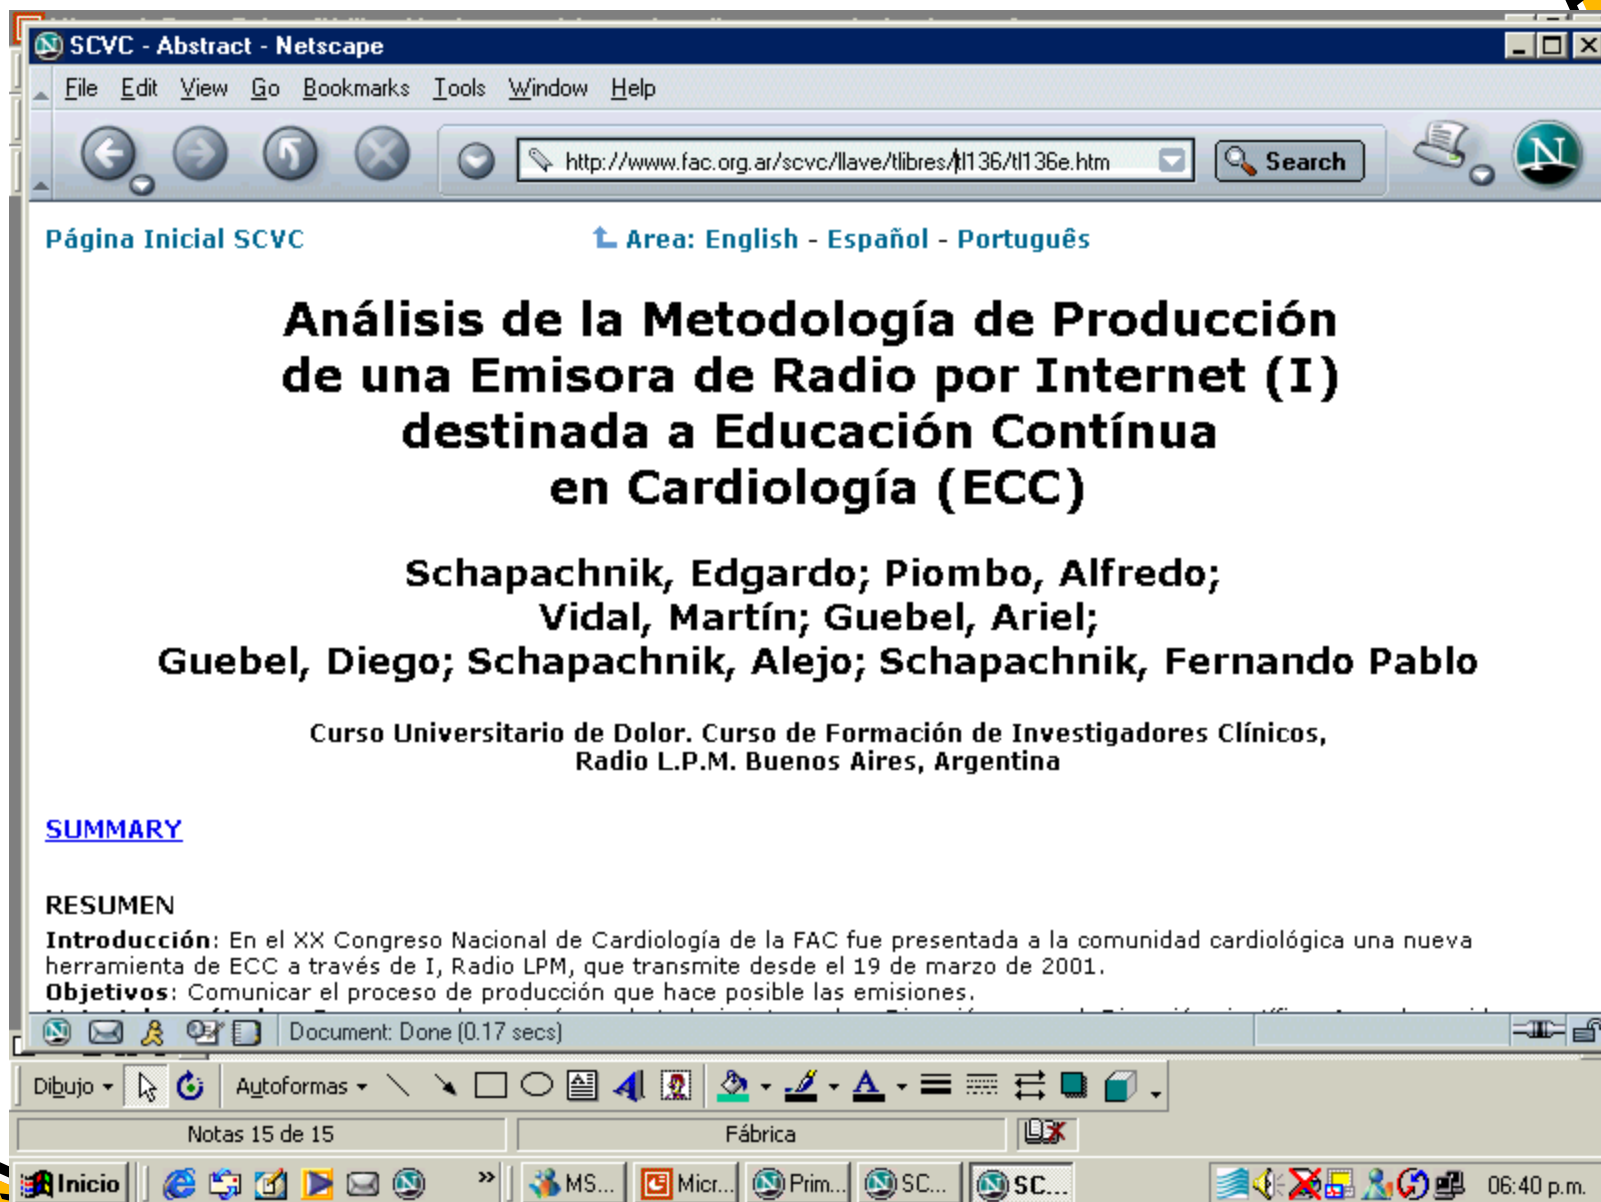 SCVC - Abstract - Netscape
File Edit View Go Bookmarks Tools Window Help
http://www.fac.org.ar/scvc/llave/tlibres/tl136/tl136e.htm Search
Página Inicial SCVC Area: English - Español - Português
Análisis de la Metodología de Producción
de una Emisora de Radio por Internet (I)
destinada a Educación Contínua
en Cardiología (ECC)
Schapachnik, Edgardo; Piombo, Alfredo;
Vidal, Martín; Guebel, Ariel;
Guebel, Diego; Schapachnik, Alejo; Schapachnik, Fernando Pablo
Curso Universitario de Dolor. Curso de Formación de Investigadores Clínicos,
Radio L.P.M. Buenos Aires, Argentina
SUMMARY
RESUMEN
Introducción: En el XX Congreso Nacional de Cardiología de la FAC fue presentada a la comunidad cardiológica una nueva
herramienta de ECC a través de I, Radio LPM, que transmite desde el 19 de marzo de 2001.
Objetivos: Comunicar el proceso de producción que hace posible las emisiones.
Document: Done (0.17 secs)
Dibujo Autoformas
Notas 15 de 15 Fábrica
Inicio » MS... Micr... Prim... SC... SC... 06:40 p.m.